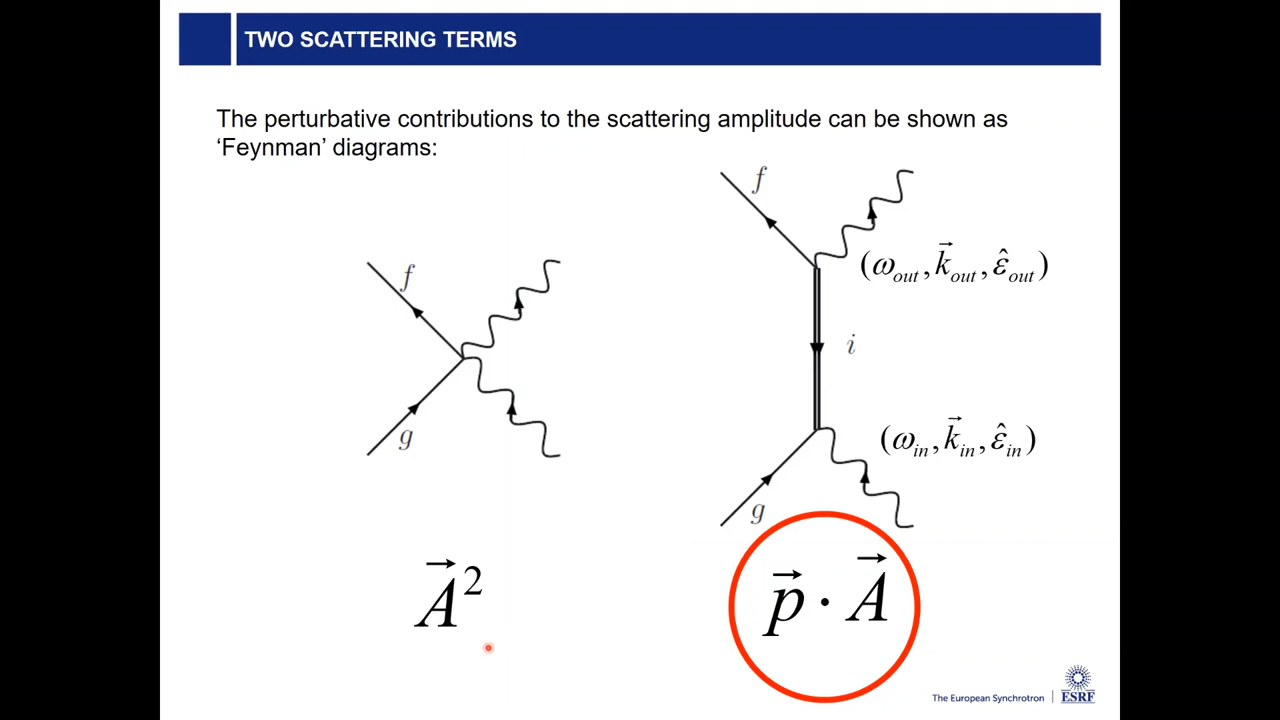 TWO SCATTERING TERMS
The perturbative contributions to the scattering amplitude can be shown as
‘Feynman’ diagrams:
f
g
f
(ω_out, k⃗_out, ε̂_out)
i
(ω_in, k⃗_in, ε̂_in)
g
A⃗²
p⃗ · A⃗
The European Synchrotron
ESRF